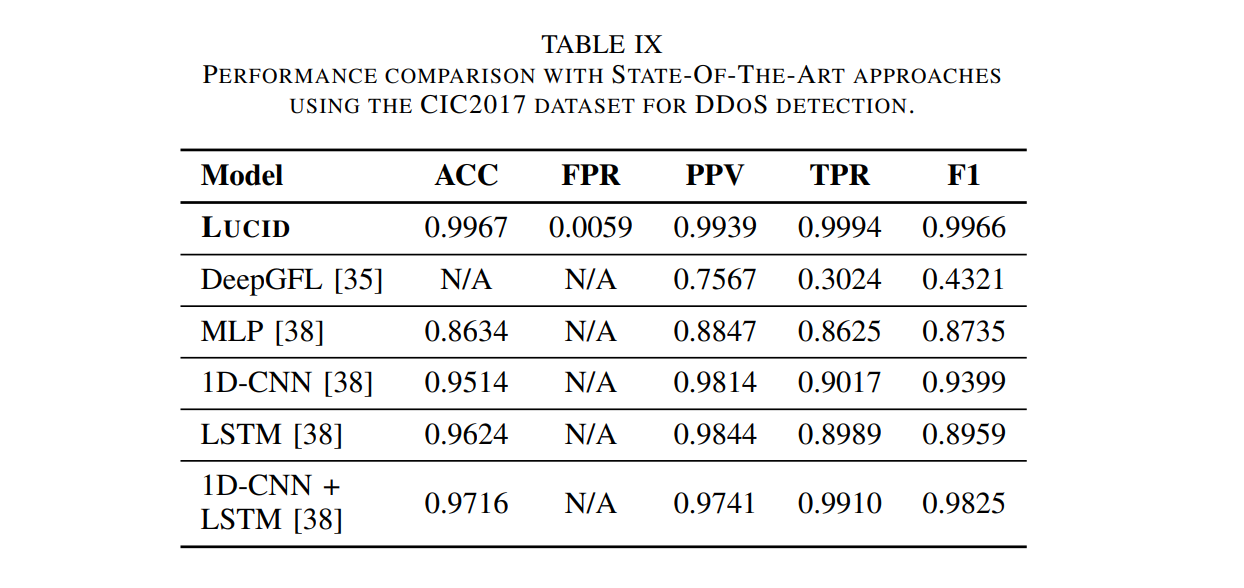 TABLE IX
PERFORMANCE COMPARISON WITH STATE-OF-THE-ART APPROACHES
USING THE CIC2017 DATASET FOR DDOS DETECTION.
Model ACC FPR PPV TPR F1
LUCID 0.9967 0.0059 0.9939 0.9994 0.9966
DeepGFL [35] N/A N/A 0.7567 0.3024 0.4321
MLP [38] 0.8634 N/A 0.8847 0.8625 0.8735
1D-CNN [38] 0.9514 N/A 0.9814 0.9017 0.9399
LSTM [38] 0.9624 N/A 0.9844 0.8989 0.8959
1D-CNN +
LSTM [38] 0.9716 N/A 0.9741 0.9910 0.9825